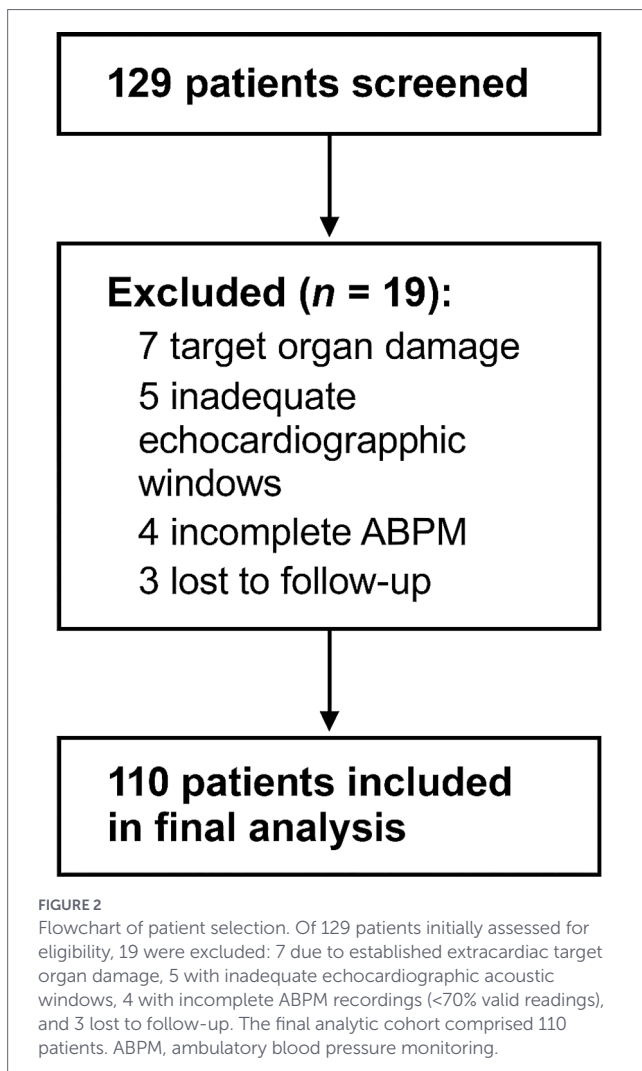 129 patients screened
Excluded (n = 19):
7 target organ damage
5 inadequate
echocardiograpphic
windows
4 incomplete ABPM
3 lost to follow-up
110 patients included
in final analysis
FIGURE 2
Flowchart of patient selection. Of 129 patients initially assessed for
eligibility, 19 were excluded: 7 due to established extracardiac target
organ damage, 5 with inadequate echocardiographic acoustic
windows, 4 with incomplete ABPM recordings (<70% valid readings),
and 3 lost to follow-up. The final analytic cohort comprised 110
patients. ABPM, ambulatory blood pressure monitoring.